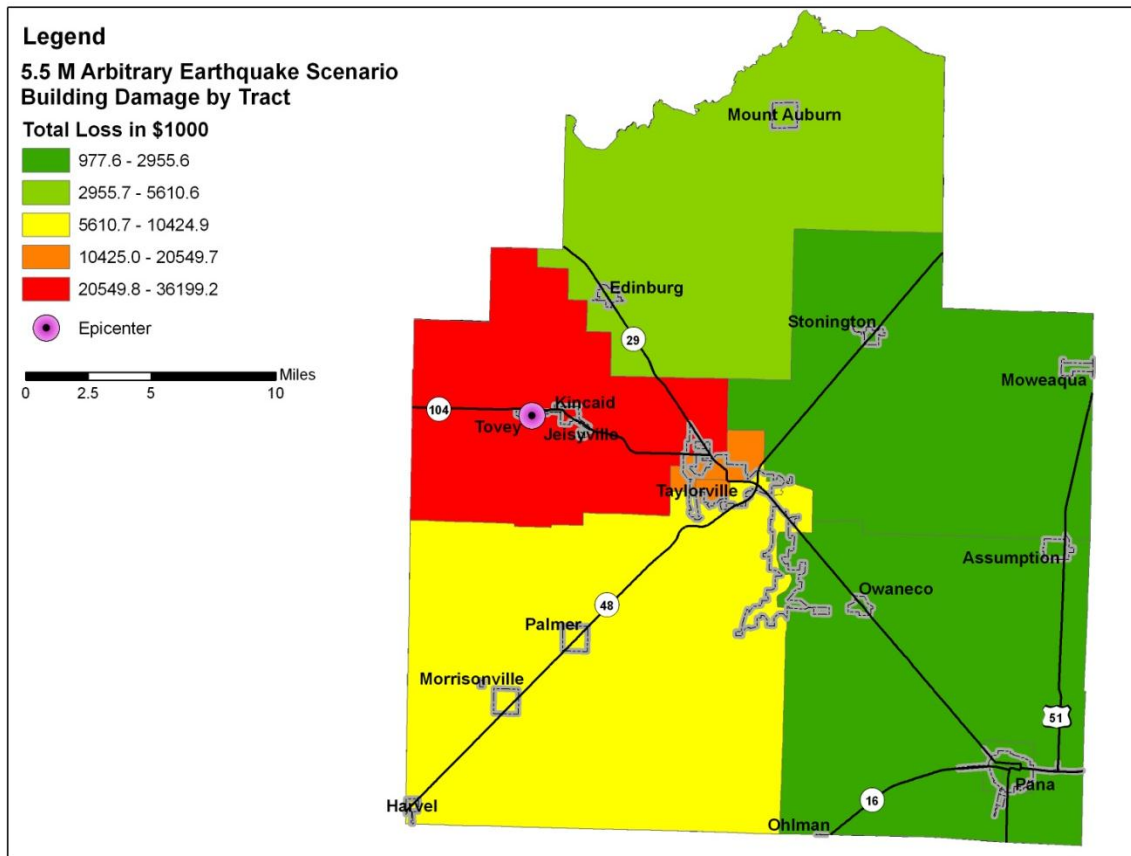 Legend
5.5 M Arbitrary Earthquake Scenario
Building Damage by Tract
Total Loss in $1000
977.6 - 2955.6
2955.7 - 5610.6
5610.7 - 10424.9
10425.0 - 20549.7
20549.8 - 36199.2
Epicenter
Miles
0 2.5 5 10
Mount Auburn
Edinburg
Stonington
29
Moweaqua
104
Kincaid
Tovey
Jeisyville
Taylorville
Assumption
Owaneco
48
Palmer
Morrisonville
51
Pana
Harvel
16
Ohlman